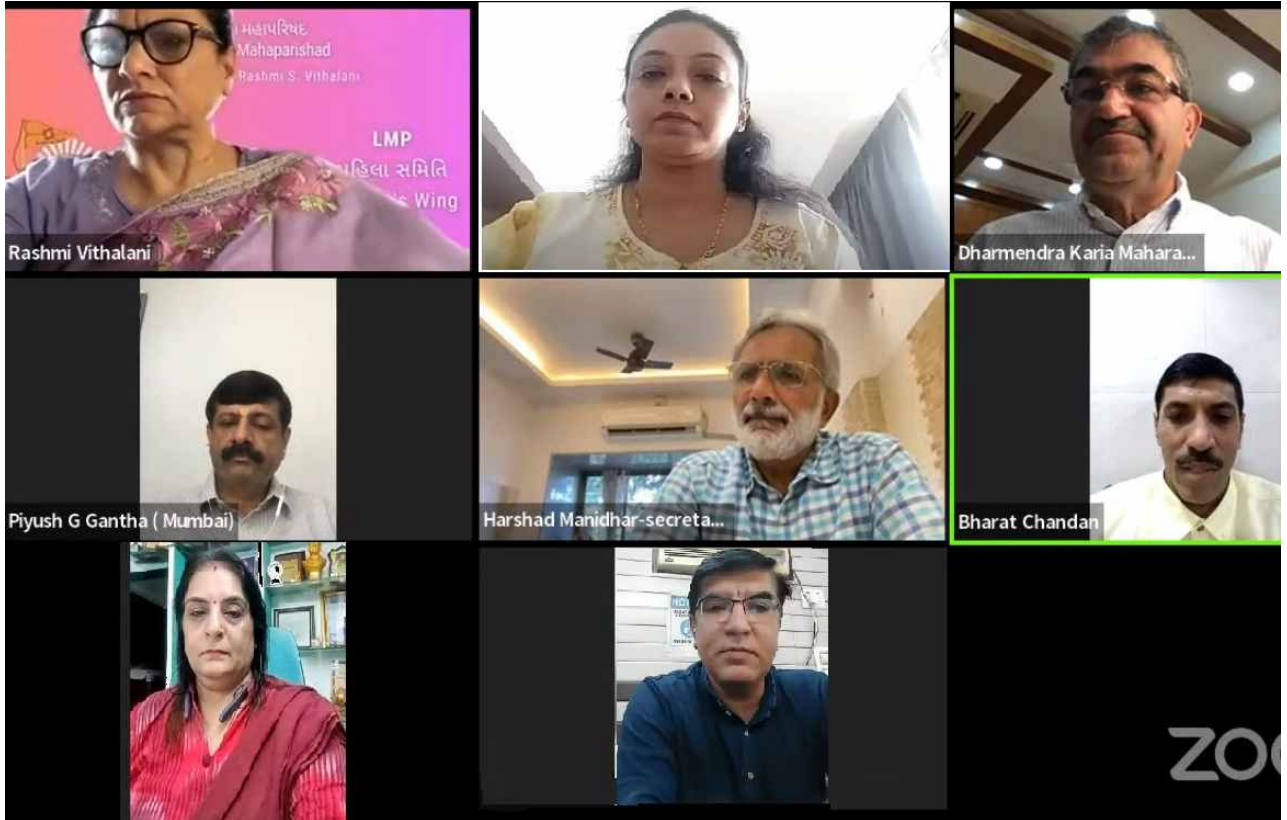 મહાપરિષદ
Mahaparishad
Rashmi S. Vithalani
LMP
મહિલા સમિતિ
Wing
Rashmi Vithalani
Dharmendra Karia Mahara...
Piyush G Gantha ( Mumbai)
Harshad Manidhar-secreta...
Bharat Chandan
ZOO